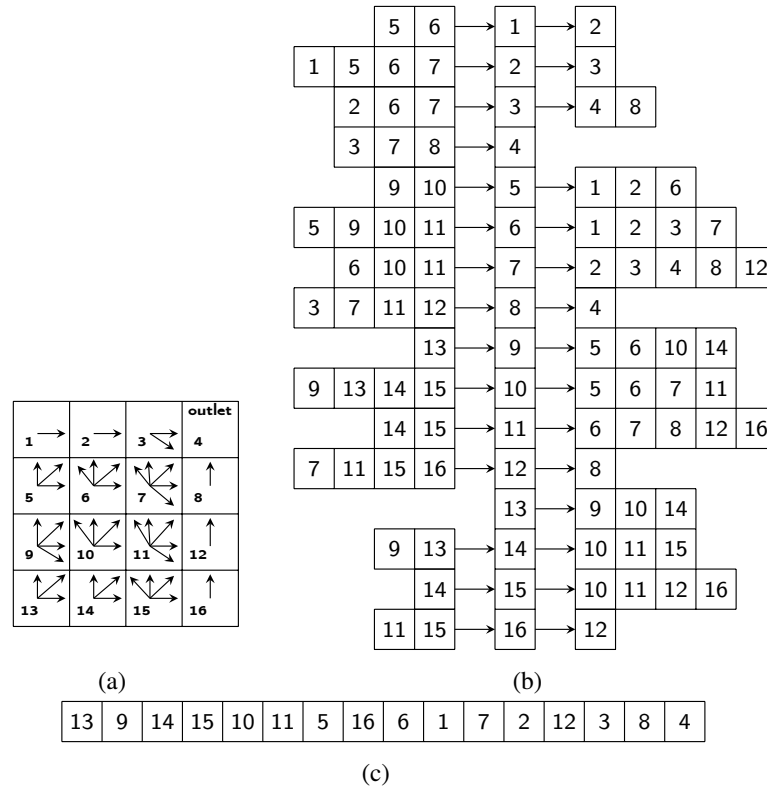 5 6 1 2
1 5 6 7 2 3
2 6 7 3 4 8
3 7 8 4
9 10 5 1 2 6
5 9 10 11 6 1 2 3 7
6 10 11 7 2 3 4 8 12
3 7 11 12 8 4
13 9 5 6 10 14
9 13 14 15 10 5 6 7 11
14 15 11 6 7 8 12 16
7 11 15 16 12 8
13 9 10 14
9 13 14 10 11 15
14 15 10 11 12 16
11 15 16 12
outlet
1 2 3 4
5 6 7 8
9 10 11 12
13 14 15 16
(a) (b)
13 9 14 15 10 11 5 16 6 1 7 2 12 3 8 4
(c)